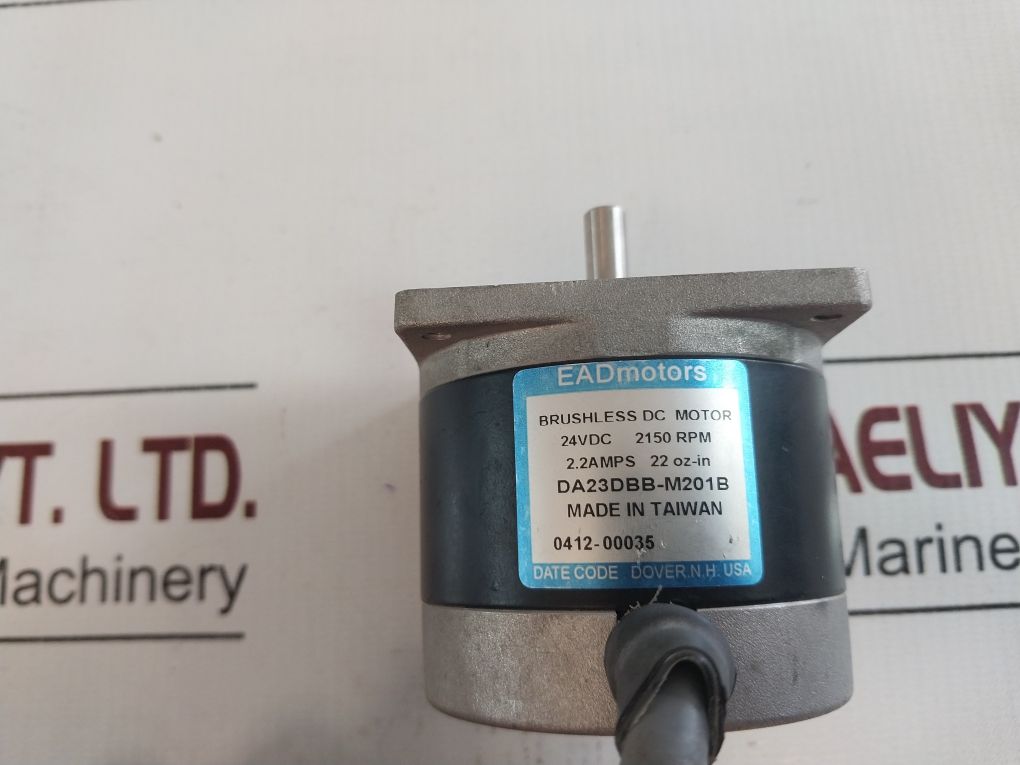 EADmotors
BRUSHLESS DC MOTOR
24VDC 2150 RPM
2.2AMPS 22 oz-in
DA23DBB-M201B
MADE IN TAIWAN
0412-00035
DATE CODE DOVER.N.H. USA
LTD.
Machinery
Marine